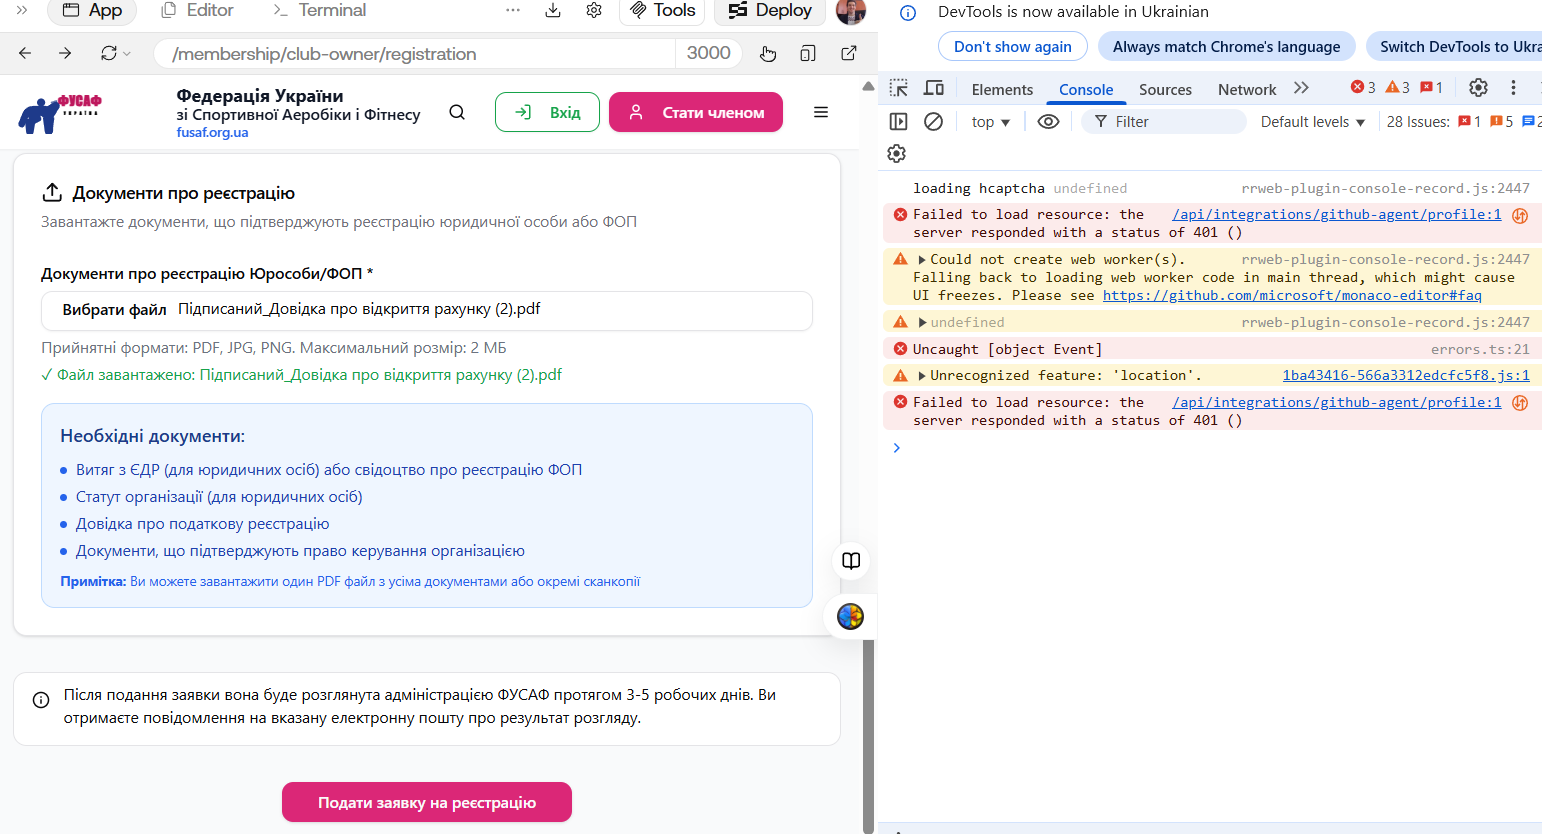 App
Editor
Terminal
Tools
Deploy
/membership/club-owner/registration
3000
ФУСАФ
УКРАЇНА
Федерація України
зі Спортивної Аеробіки і Фітнесу
fusaf.org.ua
Вхід
Стати членом
Документи про реєстрацію
Завантажте документи, що підтверджують реєстрацію юридичної особи або ФОП
Документи про реєстрацію Юрособи/ФОП *
Вибрати файл Підписаний_Довідка про відкриття рахунку (2).pdf
Прийнятні формати: PDF, JPG, PNG. Максимальний розмір: 2 МБ
✓ Файл завантажено: Підписаний_Довідка про відкриття рахунку (2).pdf
Необхідні документи:
Витяг з ЄДР (для юридичних осіб) або свідоцтво про реєстрацію ФОП
Статут організації (для юридичних осіб)
Довідка про податкову реєстрацію
Документи, що підтверджують право керування організацією
Примітка: Ви можете завантажити один PDF файл з усіма документами або окремі сканкопії
Після подання заявки вона буде розглянута адміністрацією ФУСАФ протягом 3-5 робочих днів. Ви
отримаєте повідомлення на вказану електронну пошту про результат розгляду.
Подати заявку на реєстрацію
DevTools is now available in Ukrainian
Don't show again
Always match Chrome's language
Switch DevTools to Ukra
Elements
Console
Sources
Network
3
3
1
top
Filter
Default levels
28 Issues:
1
5
2
loading hcaptcha undefined rrweb-plugin-console-record.js:2447
Failed to load resource: the /api/integrations/github-agent/profile:1
server responded with a status of 401 ()
Could not create web worker(s). rrweb-plugin-console-record.js:2447
Falling back to loading web worker code in main thread, which might cause
UI freezes. Please see https://github.com/microsoft/monaco-editor#faq
undefined rrweb-plugin-console-record.js:2447
Uncaught [object Event] errors.ts:21
Unrecognized feature: 'location'. 1ba43416-566a3312edcfc5f8.js:1
Failed to load resource: the /api/integrations/github-agent/profile:1
server responded with a status of 401 ()